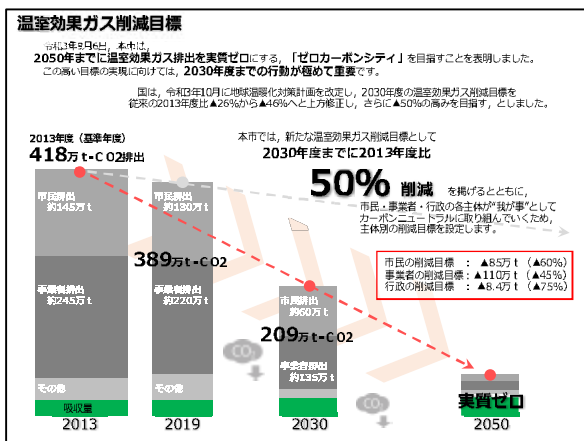 温室効果ガス削減目標
令和3年9月6日，本市は，
2050年までに温室効果ガス排出を実質ゼロにする，「ゼロカーボンシティ」を目指すことを表明しました。
この高い目標の実現に向けては，2030年度までの行動が極めて重要です。
国は，令和3年10月に地球温暖化対策計画を改定し，2030年度の温室効果ガス削減目標を
従来の2013年度比▲26%から▲46%へと上方修正し，さらに▲50%の高みを目指す，としました。
2013年度（基準年度）
418万t-CO2排出
本市では，新たな温室効果ガス削減目標として
2030年度までに2013年度比
50% 削減 を掲げるとともに，
市民・事業者・行政の各主体が“我が事”として
カーボンニュートラルに取り組んでいくため，
主体別の削減目標を設定します。
市民の削減目標 ： ▲85万t （▲60%）
事業者の削減目標：▲110万t（▲45%）
行政の削減目標 ： ▲8.4万t（▲75%）
市民排出
約145万t
事業者排出
約245万t
その他
吸収量
市民排出
約130万t
389万t-CO2
事業者排出
約220万t
その他
市民排出
約60万t
209万t-CO2
事業者排出
約135万t
CO2
CO2
実質ゼロ
2013
2019
2030
2050